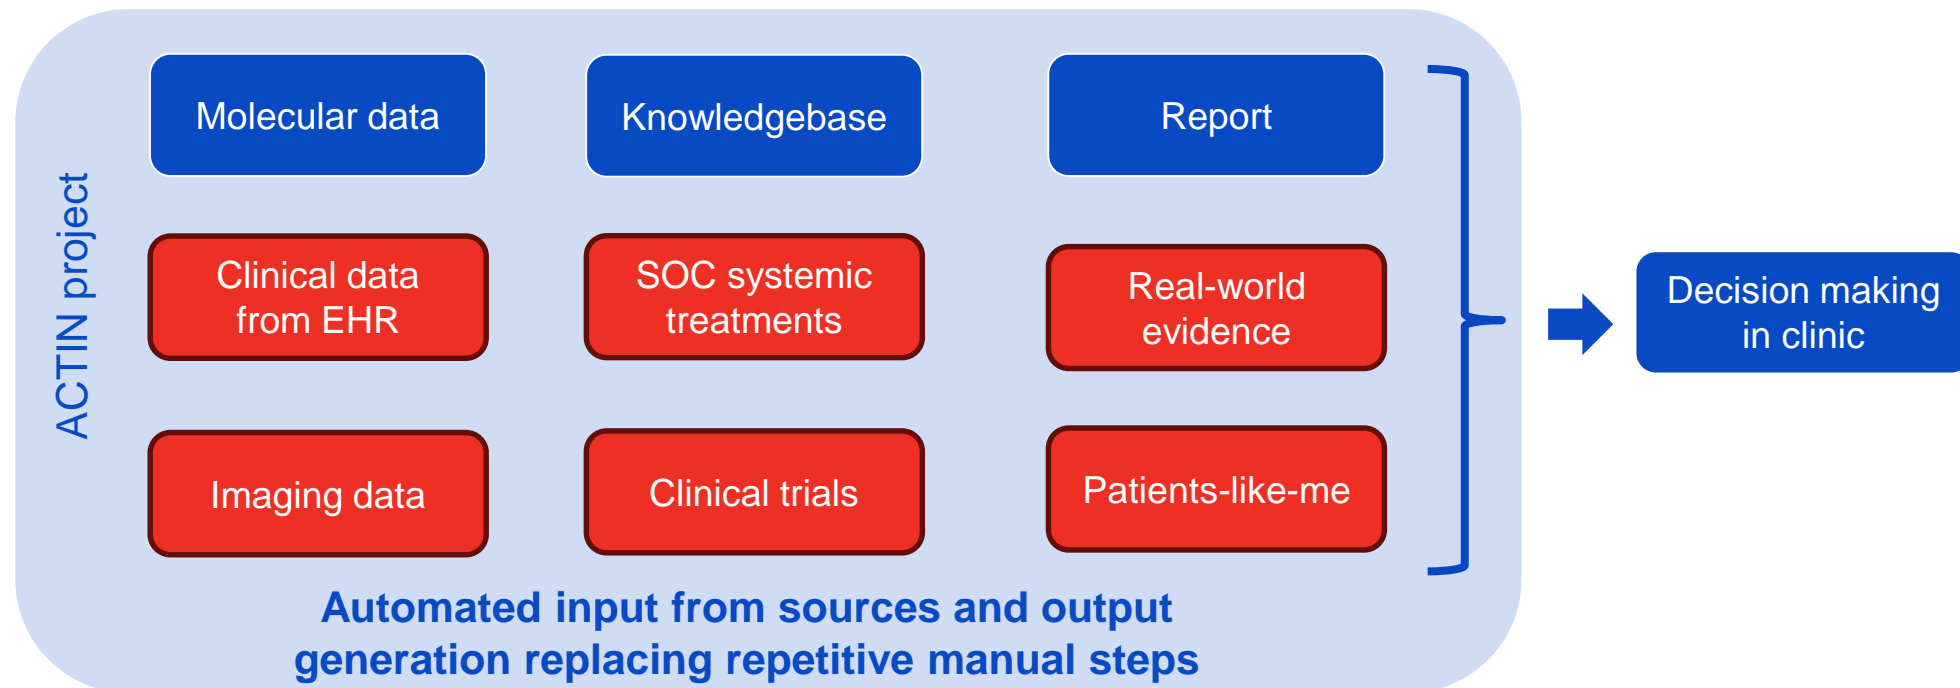 ACTIN project
Molecular data
Knowledgebase
Report
Clinical data
from EHR
SOC systemic
treatments
Real-world
evidence
Imaging data
Clinical trials
Patients-like-me
Automated input from sources and output
generation replacing repetitive manual steps
Decision making
in clinic